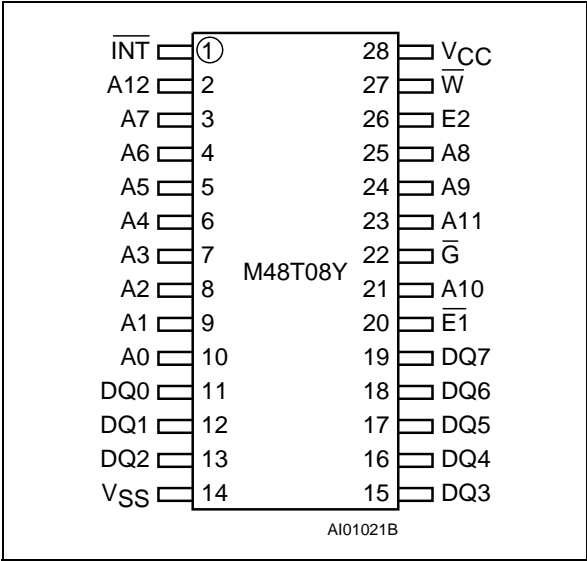 I̅N̅T̅ 1 28 VCC
A12 2 27 W̅
A7 3 26 E2
A6 4 25 A8
A5 5 24 A9
A4 6 23 A11
A3 7 22 G̅
M48T08Y
A2 8 21 A10
A1 9 20 E̅1̅
A0 10 19 DQ7
DQ0 11 18 DQ6
DQ1 12 17 DQ5
DQ2 13 16 DQ4
VSS 14 15 DQ3
AI01021B